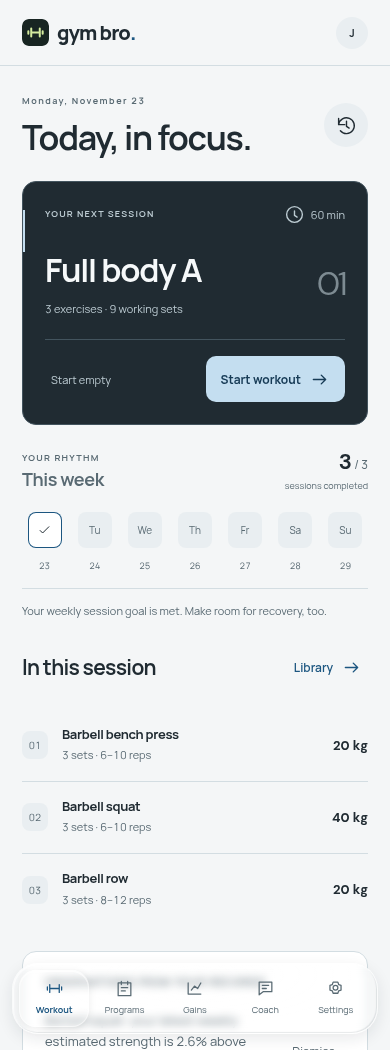 gym bro.
J
Monday, November 23
Today, in focus.
YOUR NEXT SESSION
60 min
Full body A
01
3 exercises · 9 working sets
Start empty
Start workout
YOUR RHYTHM
3 / 3
This week
sessions completed
Tu We Th Fr Sa Su
23 24 25 26 27 28 29
Your weekly session goal is met. Make room for recovery, too.
In this session
Library
01
Barbell bench press
3 sets · 6–10 reps
20 kg
02
Barbell squat
3 sets · 6–10 reps
40 kg
03
Barbell row
3 sets · 8–12 reps
20 kg
Workout Programs Gains Coach Settings
estimated strength is 2.6% above